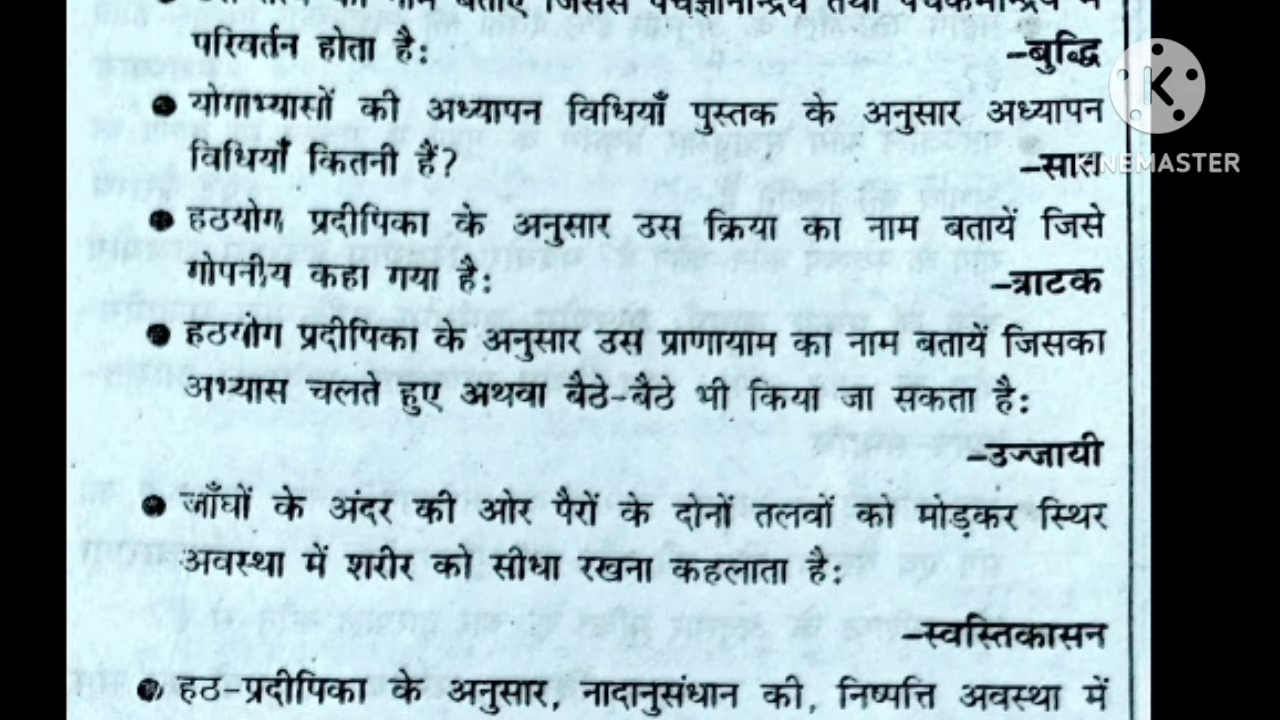 परिवर्तन होता है:
–बुद्धि
● योगाभ्यासों की अध्यापन विधियाँ पुस्तक के अनुसार अध्यापन
विधियाँ कितनी हैं?
–सात
● हठयोग प्रदीपिका के अनुसार उस क्रिया का नाम बतायें जिसे
गोपनीय कहा गया है:
–त्राटक
● हठयोग प्रदीपिका के अनुसार उस प्राणायाम का नाम बतायें जिसका
अभ्यास चलते हुए अथवा बैठे-बैठे भी किया जा सकता है:
–उज्जायी
● जाँघों के अंदर की ओर पैरों के दोनों तलवों को मोड़कर स्थिर
अवस्था में शरीर को सीधा रखना कहलाता है:
–स्वस्तिकासन
● हठ-प्रदीपिका के अनुसार, नादानुसंधान की, निष्पत्ति अवस्था में
K
NEMASTER